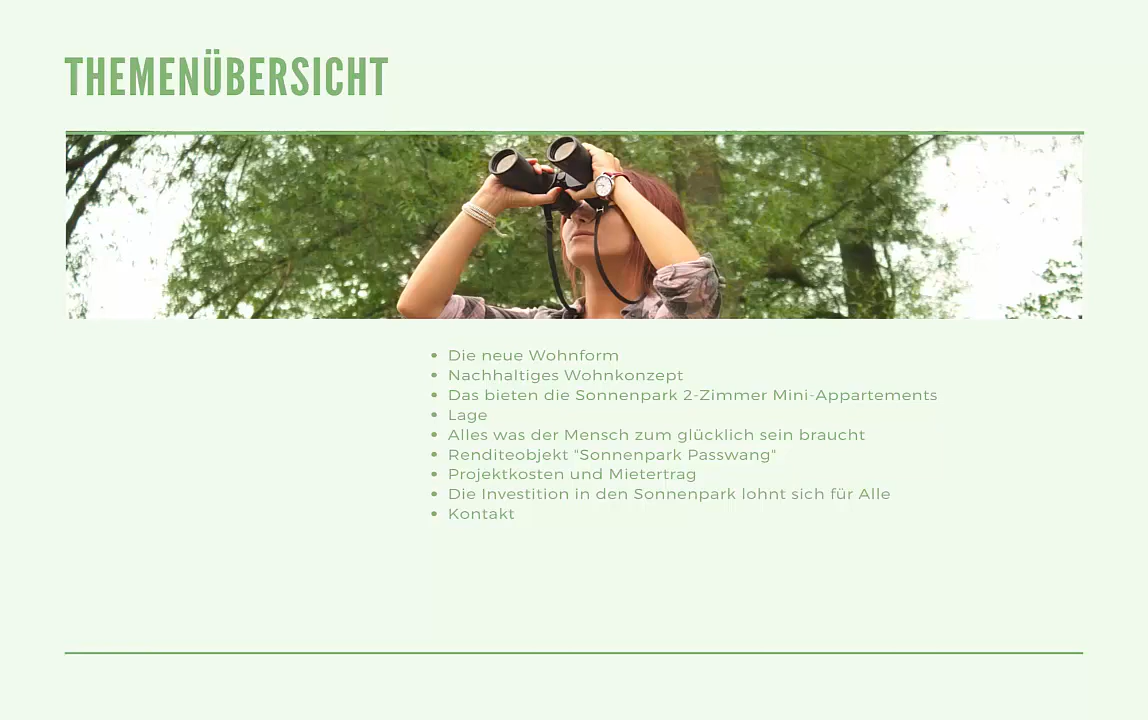 THEMENÜBERSICHT
• Die neue Wohnform
• Nachhaltiges Wohnkonzept
• Das bieten die Sonnenpark 2-Zimmer Mini-Appartements
• Lage
• Alles was der Mensch zum glücklich sein braucht
• Renditeobjekt "Sonnenpark Passwang"
• Projektkosten und Mietertrag
• Die Investition in den Sonnenpark lohnt sich für Alle
• Kontakt